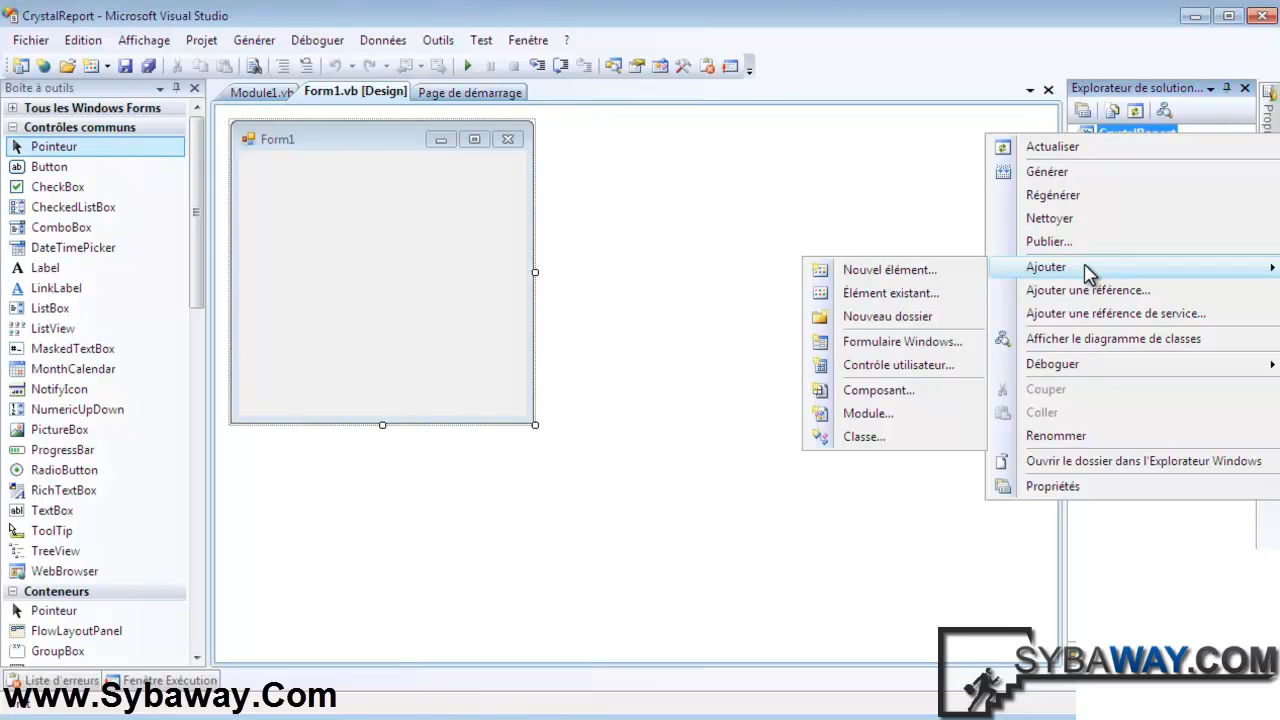 CrystalReport - Microsoft Visual Studio
Fichier Edition Affichage Projet Générer Déboguer Données Outils Test Fenêtre ?
Boîte à outils
Module1.vb Form1.vb [Design] Page de démarrage
Explorateur de solution...
Tous les Windows Forms
Contrôles communs
Pointeur
Button
CheckBox
CheckedListBox
ComboBox
DateTimePicker
Label
LinkLabel
ListBox
ListView
MaskedTextBox
MonthCalendar
NotifyIcon
NumericUpDown
PictureBox
ProgressBar
RadioButton
RichTextBox
TextBox
ToolTip
TreeView
WebBrowser
Conteneurs
Pointeur
FlowLayoutPanel
GroupBox
Form1
Nouvel élément...
Élément existant...
Nouveau dossier
Formulaire Windows...
Contrôle utilisateur...
Composant...
Module...
Classe...
CrystalReport
Actualiser
Générer
Régénérer
Nettoyer
Publier...
Ajouter
Ajouter une référence...
Ajouter une référence de service...
Afficher le diagramme de classes
Déboguer
Couper
Coller
Renommer
Ouvrir le dossier dans l'Explorateur Windows
Propriétés
Liste d'erreurs Fenêtre Exécution
www.Sybaway.Com
SYBAWAY.COM